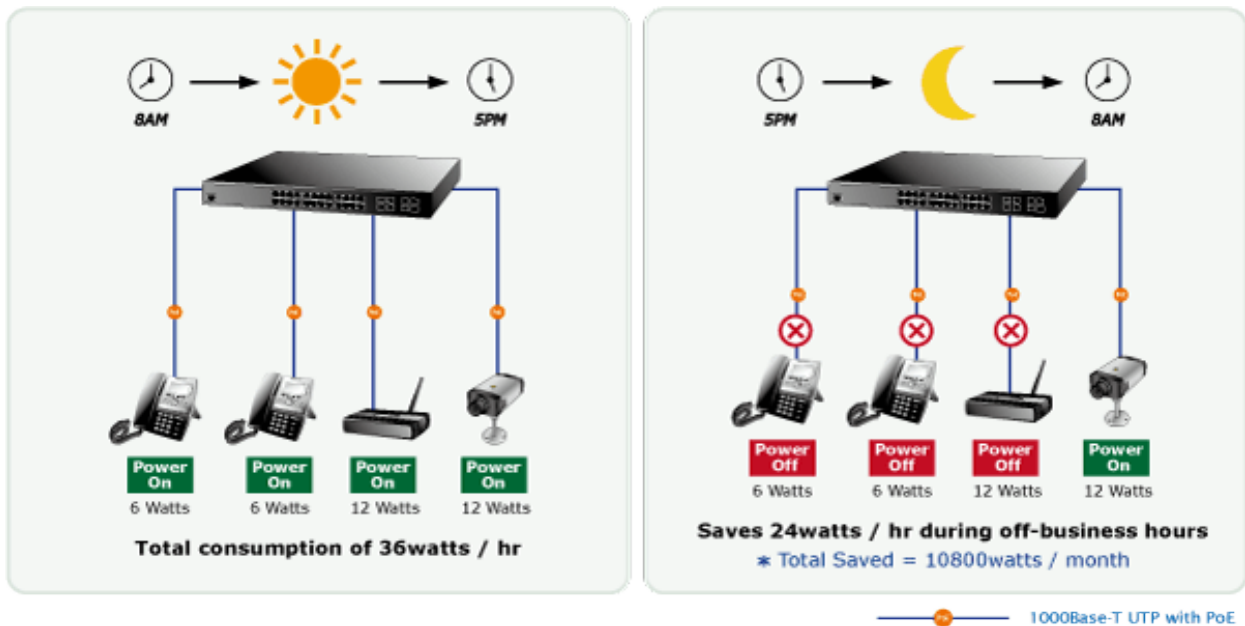 8AM
5PM
Power
On
6 Watts
Power
On
6 Watts
Power
On
12 Watts
Power
On
12 Watts
Total consumption of 36watts / hr
5PM
8AM
Power
Off
6 Watts
Power
Off
6 Watts
Power
Off
12 Watts
Power
On
12 Watts
Saves 24watts / hr during off-business hours
* Total Saved = 10800watts / month
1000Base-T UTP with PoE